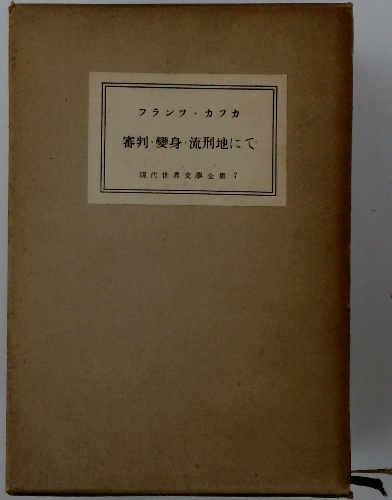 フランツ・カフカ
審判・變身・流刑地にて
現代世界文學全集 7